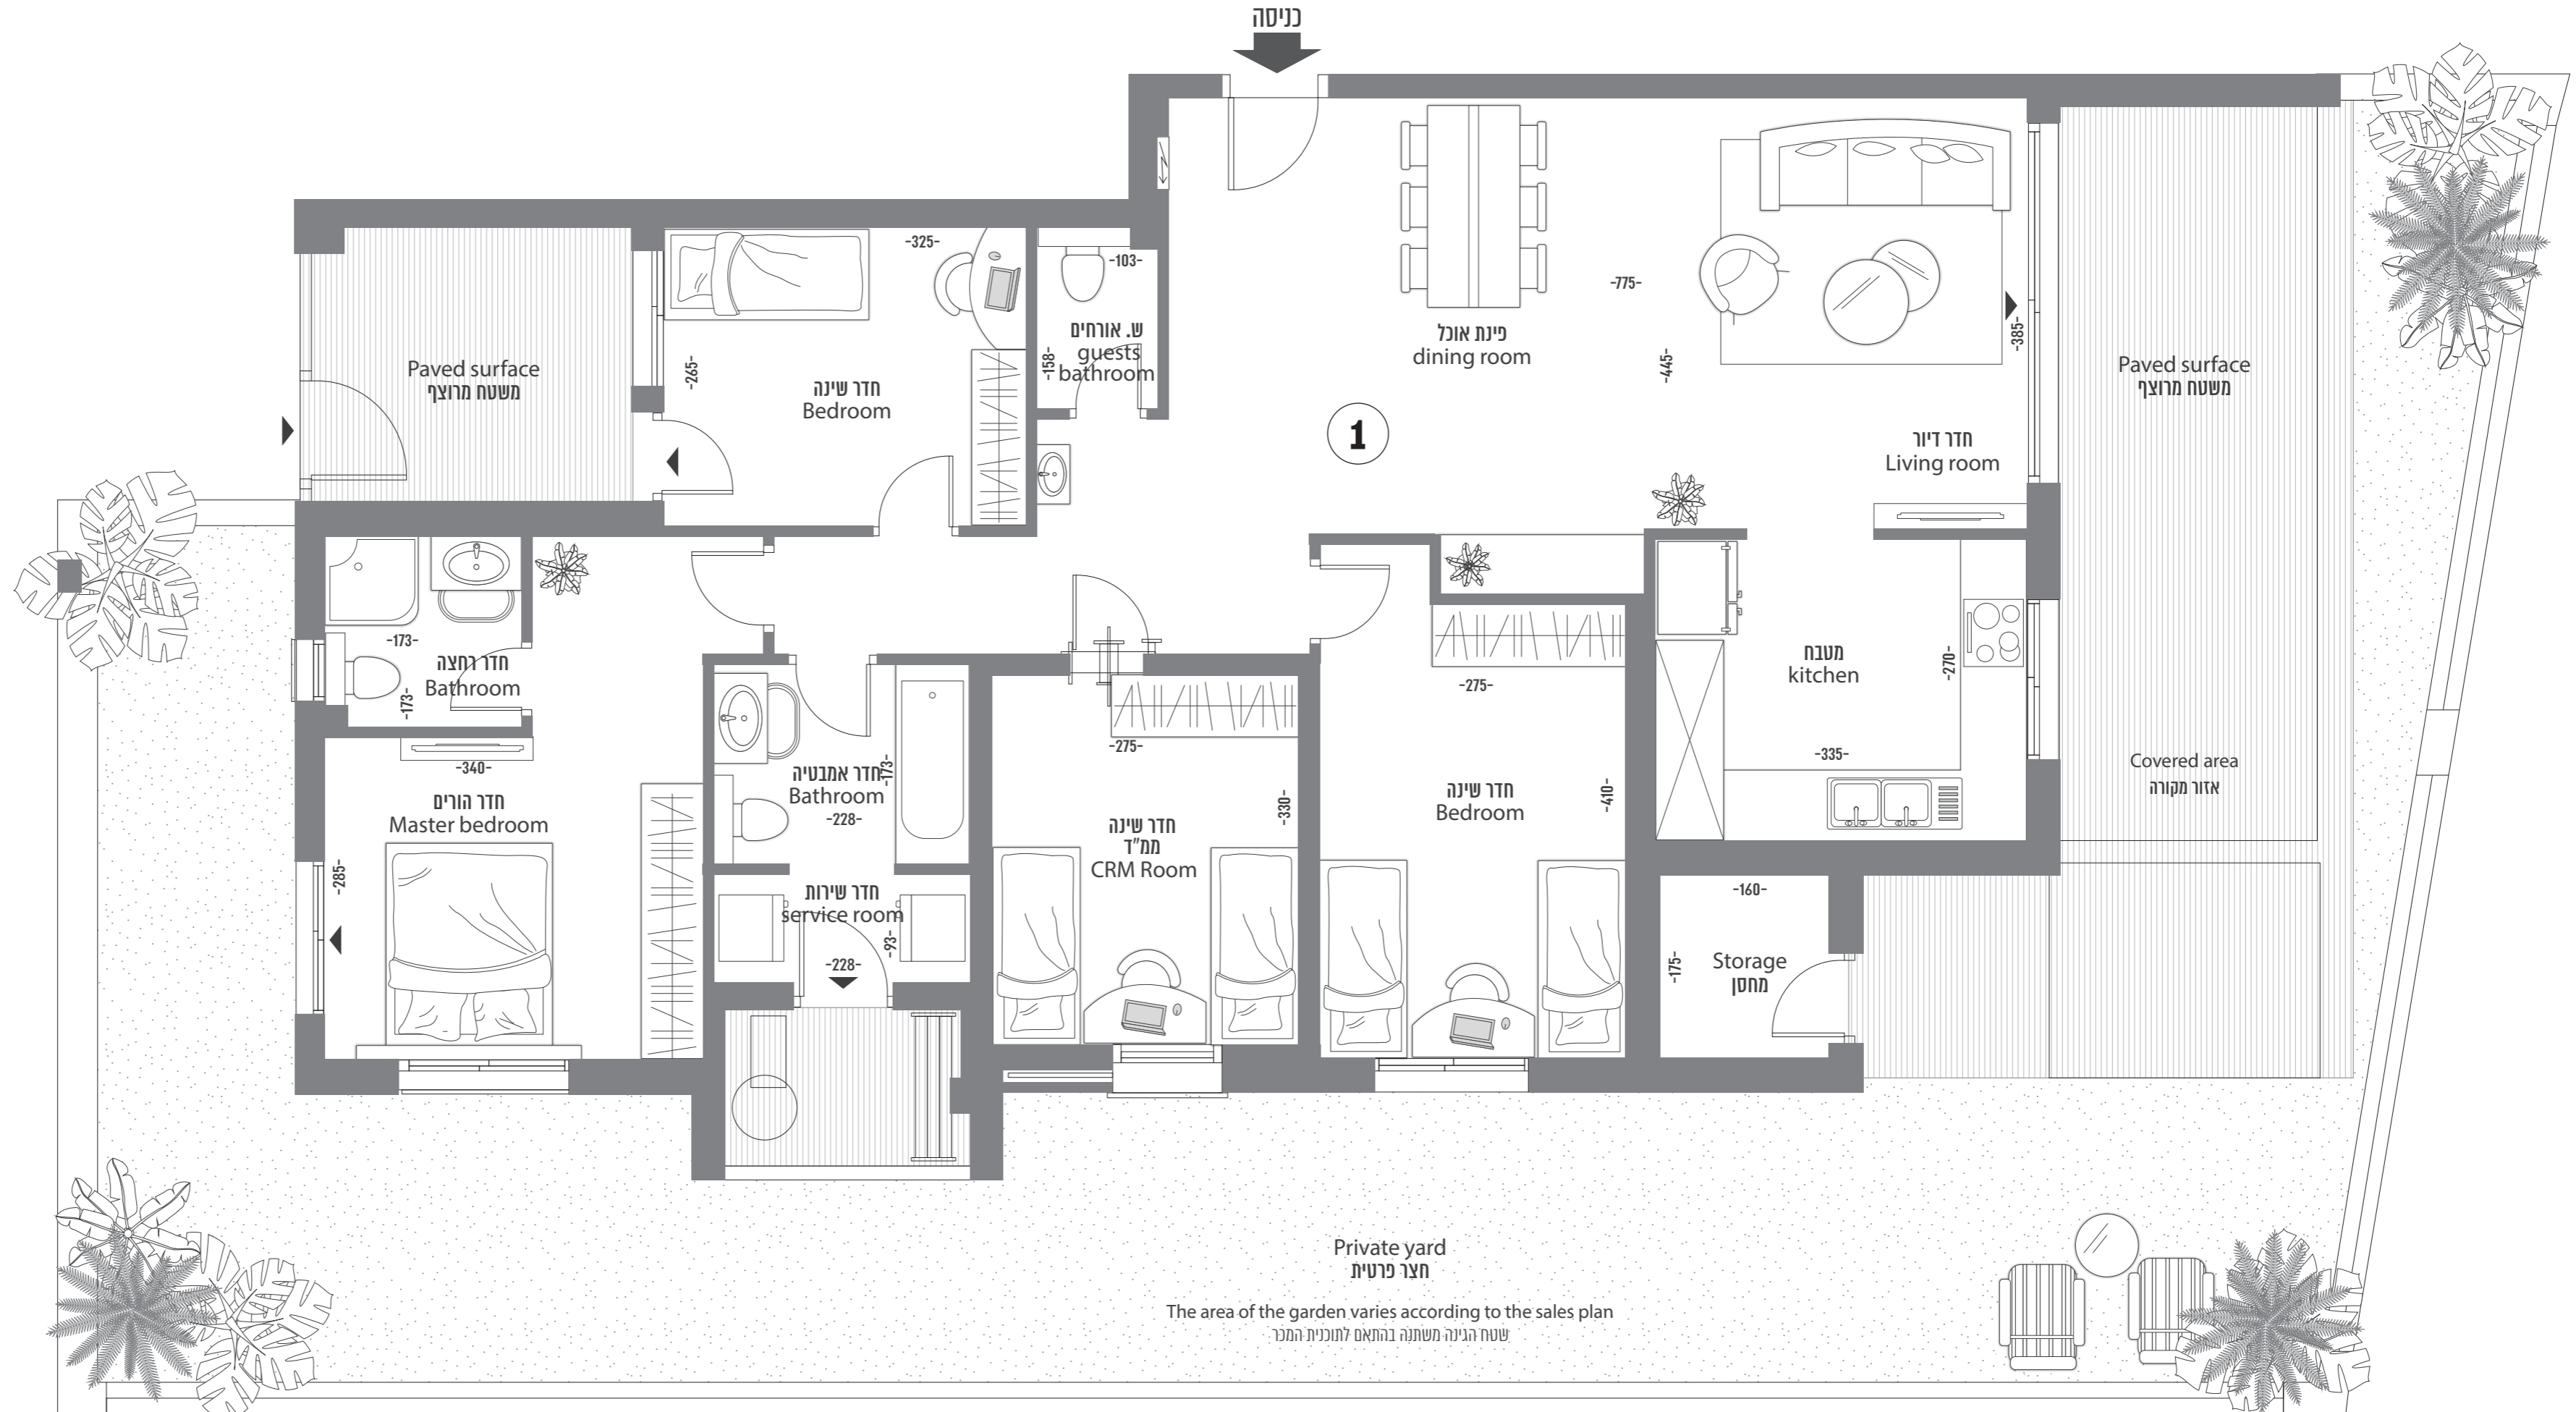 כניסה
-325-
-103-
ש. אורחים
guests
bathroom
-158-
-265-
חדר שינה
Bedroom
Paved surface
משטח מרוצף
פינת אוכל
dining room
-775-
-445-
-385-
1
חדר דיור
Living room
Paved surface
משטח מרוצף
-173-
חדר רחצה
Bathroom
-173-
-340-
חדר הורים
Master bedroom
-285-
חדר אמבטיה
Bathroom
-173-
-228-
חדר שירות
service room
-93-
-228-
-275-
-330-
חדר שינה
ממ"ד
CRM Room
-275-
-410-
חדר שינה
Bedroom
מטבח
kitchen
-270-
-335-
Covered area
אזור מקורה
-160-
-175-
Storage
מחסן
Private yard
חצר פרטית
The area of the garden varies according to the sales plan
שטח הגינה משתנה בהתאם לתוכנית המכר